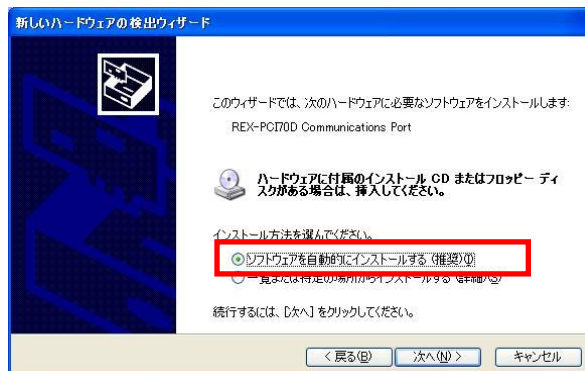 新しいハードウェアの検出ウィザード
このウィザードでは、次のハードウェアに必要なソフトウェアをインストールします:
REX-PCI70D Communications Port
ハードウェアに付属のインストール CD またはフロッピー ディ
スクがある場合は、挿入してください。
インストール方法を選んでください。
ソフトウェアを自動的にインストールする (推奨)(I)
一覧または特定の場所からインストールする (詳細)(S)
続行するには、[次へ] をクリックしてください。
< 戻る(B)
次へ(N) >
キャンセル